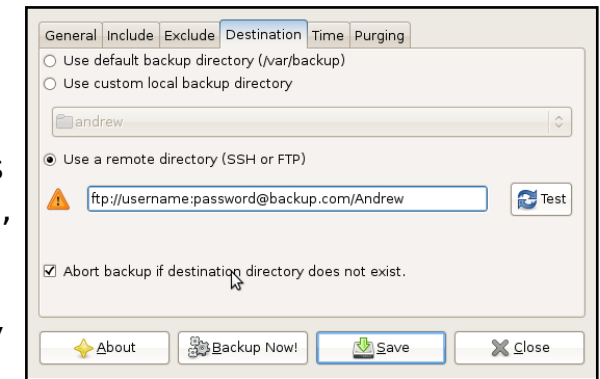 General Include Exclude Destination Time Purging
Use default backup directory (/var/backup)
Use custom local backup directory
andrew
Use a remote directory (SSH or FTP)
ftp://username:password@backup.com/Andrew Test
Abort backup if destination directory does not exist.
About Backup Now! Save Close